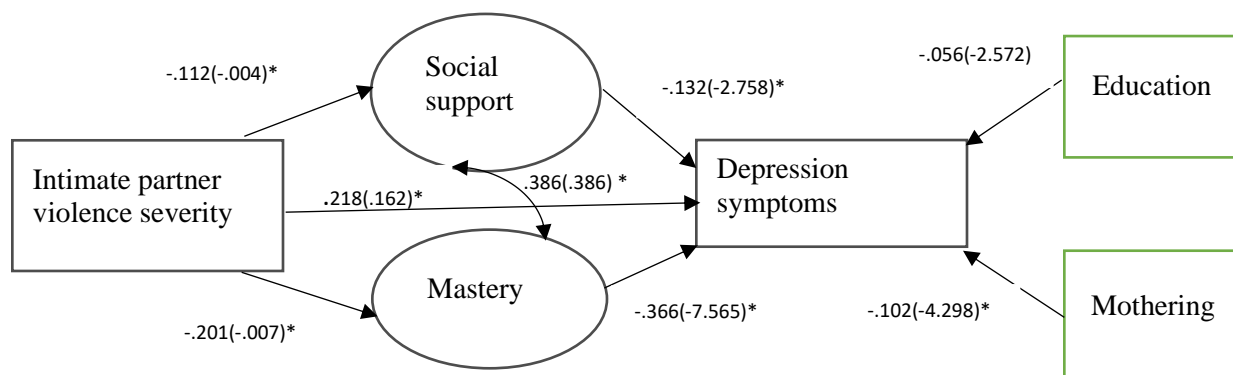 -.112(-.004)*
Social
support
-.132(-2.758)*
-.056(-2.572)
Education
Intimate partner
violence severity
.386(.386) *
.218(.162)*
Depression
symptoms
Mastery
-.201(-.007)*
-.366(-7.565)*
-.102(-4.298)*
Mothering